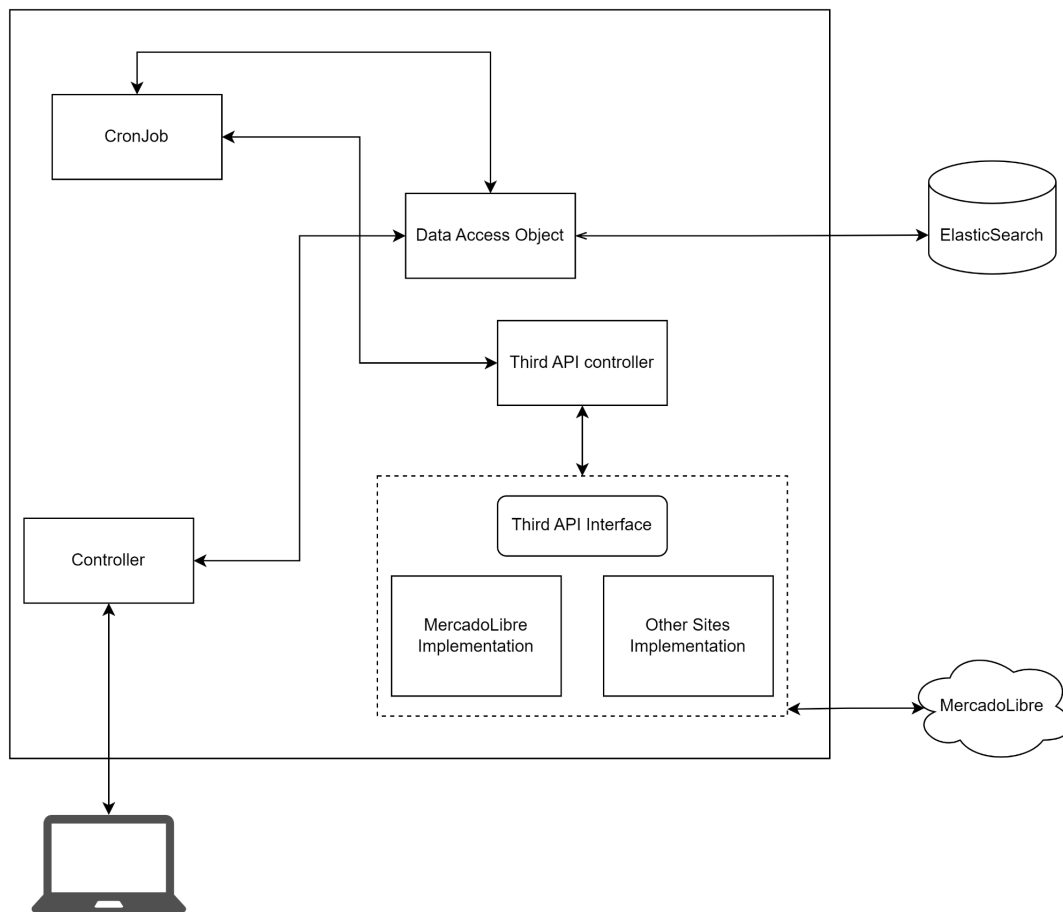 CronJob
Data Access Object
ElasticSearch
Third API controller
Third API Interface
Controller
MercadoLibre
Implementation
Other Sites
Implementation
MercadoLibre